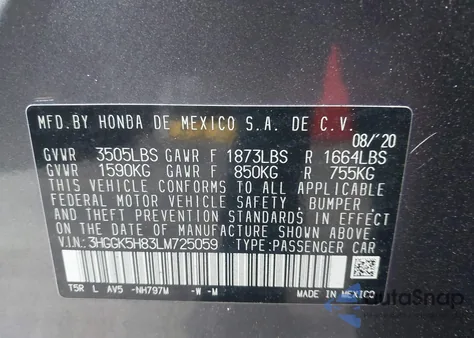 MFD.BY HONDA DE MEXICO S.A. DE C.V.
08/'20
GVWR 3505LBS GAWR F 1873LBS R 1664LBS
GVWR 1590KG GAWR F 850KG R 755KG
THIS VEHICLE CONFORMS TO ALL APPLICABLE
FEDERAL MOTOR VEHICLE SAFETY, BUMPER
AND THEFT PREVENTION STANDARDS IN EFFECT
ON THE DATE OF MANUFACTURE SHOWN ABOVE.
V.I.N.: 3HGGK5H83LM725059 TYPE:PASSENGER CAR
T5R L AV5 -NH797M -W -M MADE IN MEXICO
AutoSnap